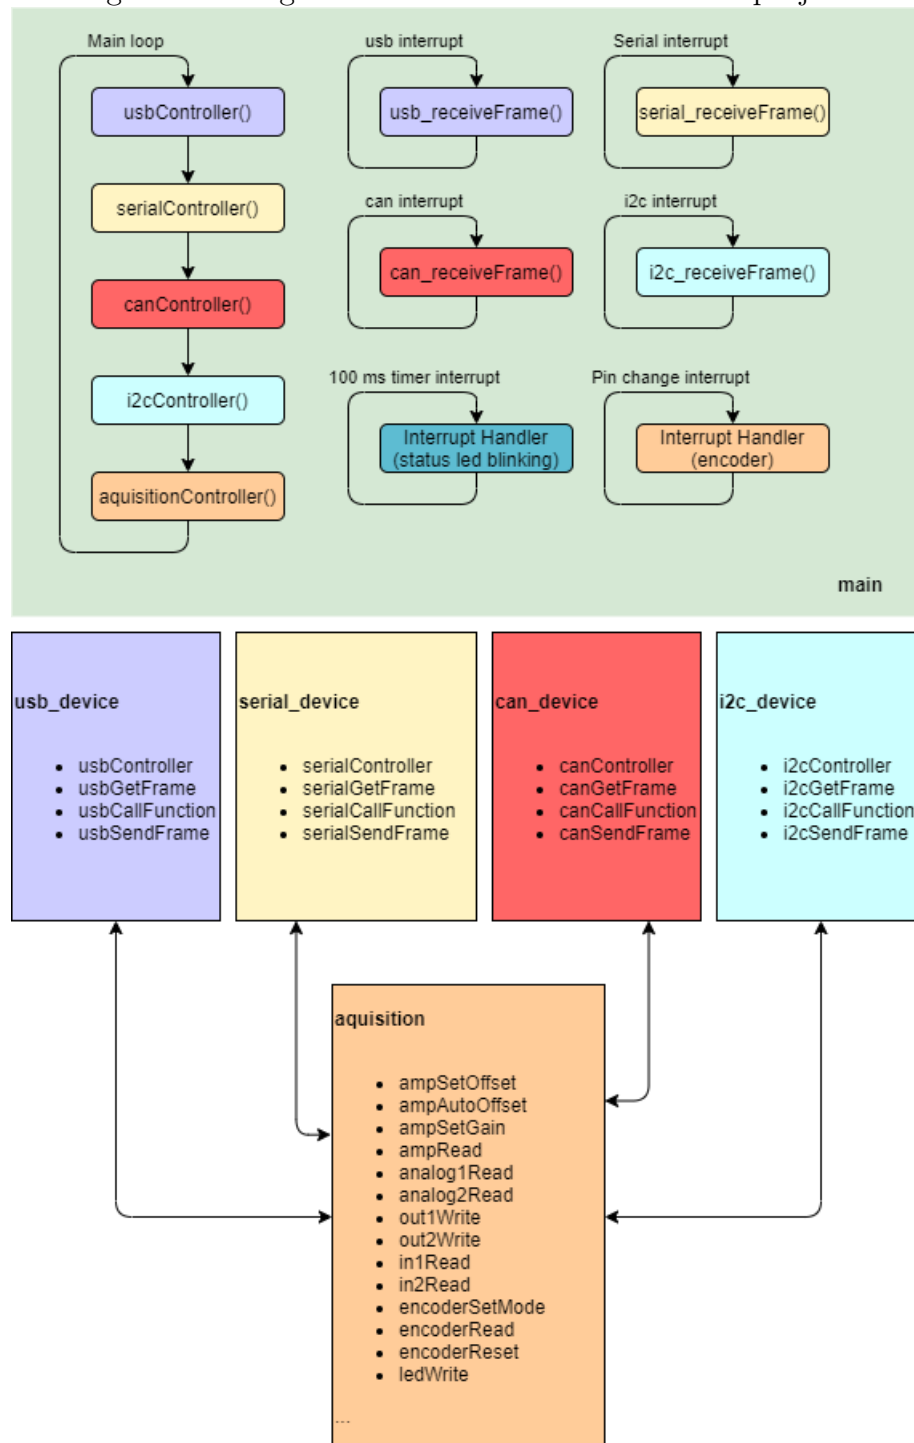 Main loop
usbController()
serialController()
canController()
i2cController()
aquisitionController()
usb interrupt
usb_receiveFrame()
Serial interrupt
serial_receiveFrame()
can interrupt
can_receiveFrame()
i2c interrupt
i2c_receiveFrame()
100 ms timer interrupt
Interrupt Handler
(status led blinking)
Pin change interrupt
Interrupt Handler
(encoder)
main
usb_device
• usbController
• usbGetFrame
• usbCallFunction
• usbSendFrame
serial_device
• serialController
• serialGetFrame
• serialCallFunction
• serialSendFrame
can_device
• canController
• canGetFrame
• canCallFunction
• canSendFrame
i2c_device
• i2cController
• i2cGetFrame
• i2cCallFunction
• i2cSendFrame
aquisition
• ampSetOffset
• ampAutoOffset
• ampSetGain
• ampRead
• analog1Read
• analog2Read
• out1Write
• out2Write
• in1Read
• in2Read
• encoderSetMode
• encoderRead
• encoderReset
• ledWrite
...